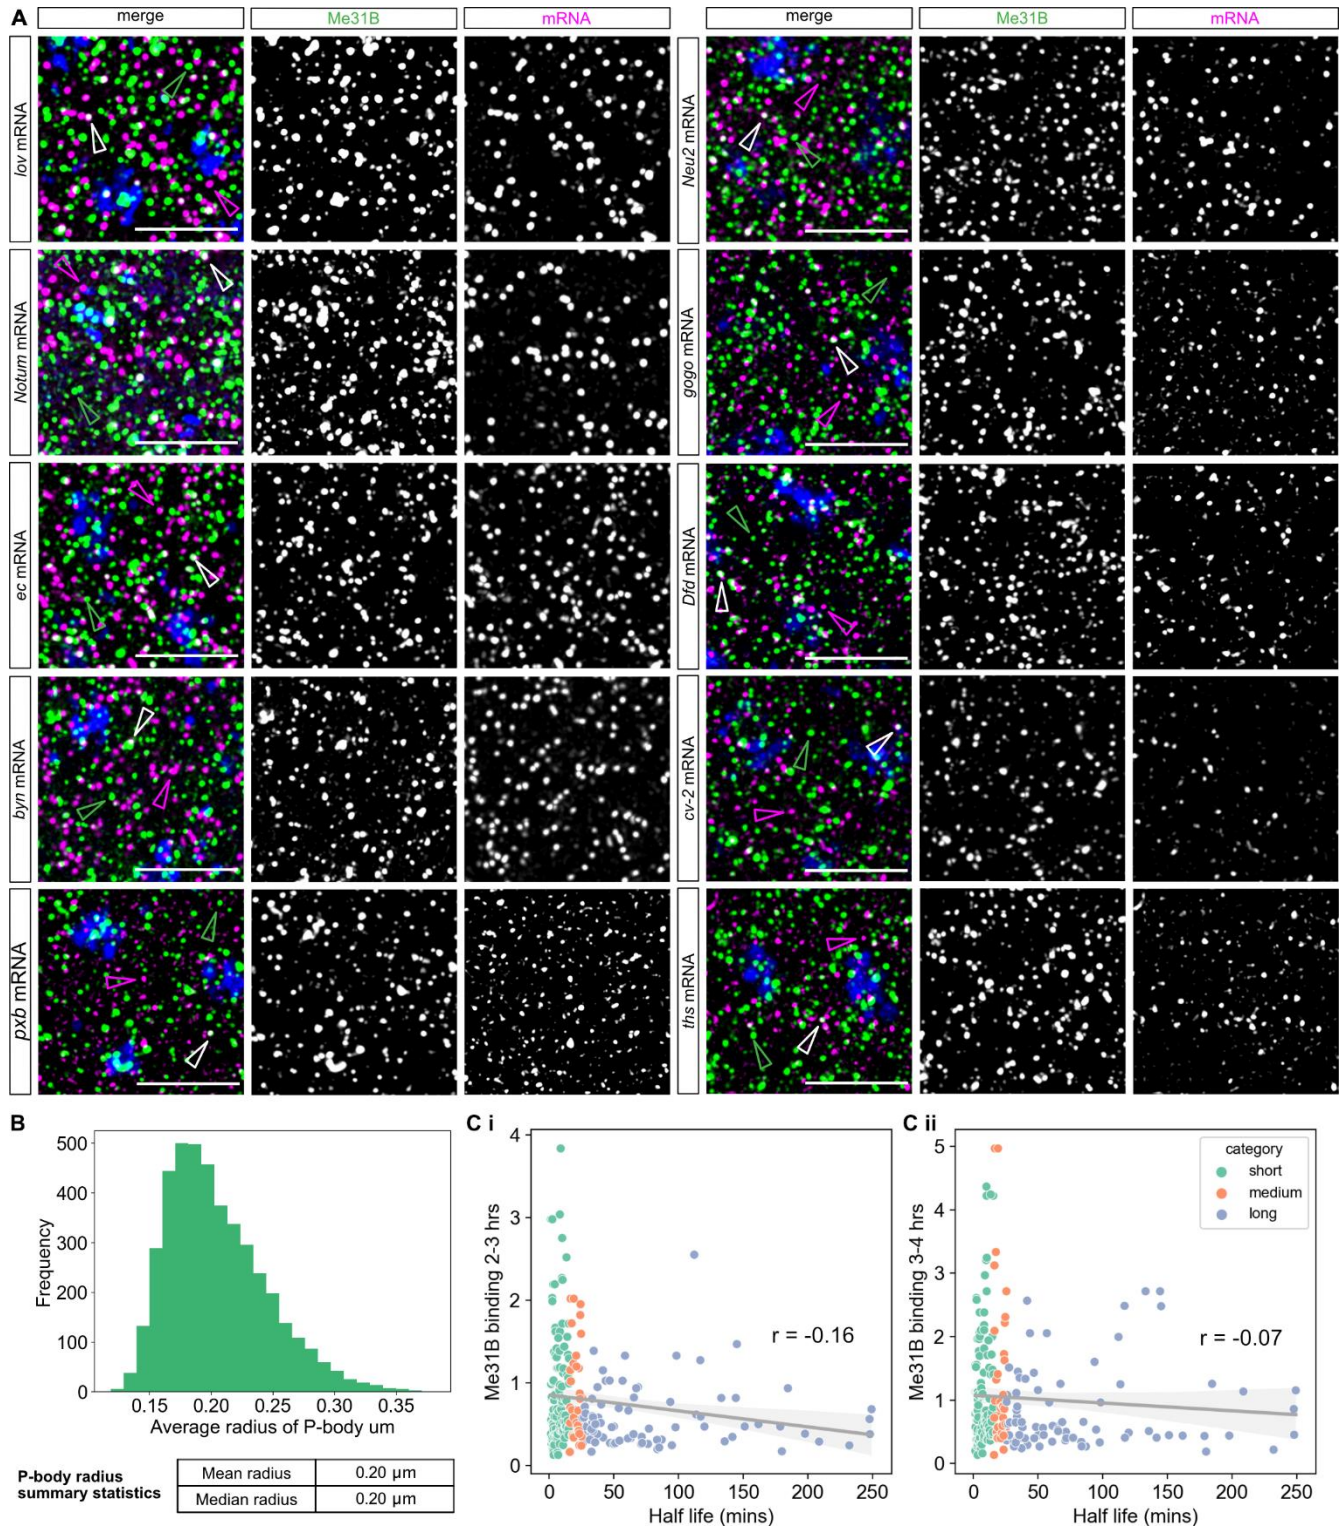 A
merge
Me31B
mRNA
merge
Me31B
mRNA
lov mRNA
Neu2 mRNA
Notum mRNA
gogo mRNA
ec mRNA
Dfd mRNA
byn mRNA
cv-2 mRNA
pxb mRNA
ths mRNA
B
500
400
300
200
100
0
Frequency
0.15 0.20 0.25 0.30 0.35
Average radius of P-body um
P-body radius
summary statistics
Mean radius 0.20 µm
Median radius 0.20 µm
C i
4
3
2
1
0
Me31B binding 2-3 hrs
r = -0.16
0 50 100 150 200 250
Half life (mins)
C ii
5
4
3
2
1
0
Me31B binding 3-4 hrs
category
short
medium
long
r = -0.07
0 50 100 150 200 250
Half life (mins)